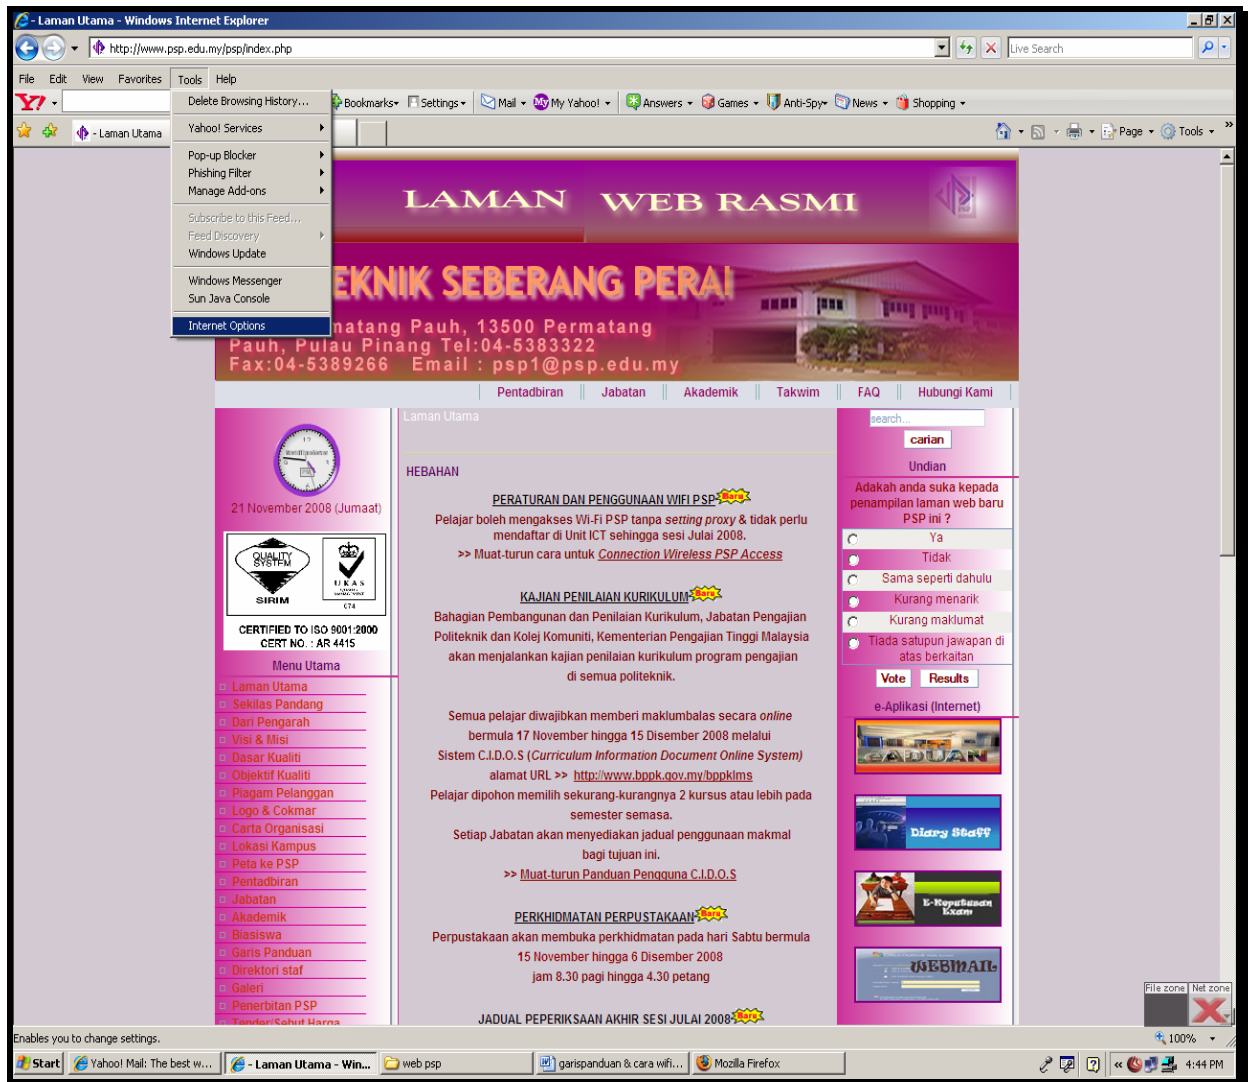 - Laman Utama - Windows Internet Explorer
http://www.psp.edu.my/psp/index.php
Live Search
File Edit View Favorites Tools Help
Bookmarks Settings Mail My Yahoo! Answers Games Anti-Spy News Shopping
- Laman Utama
Page Tools
Delete Browsing History...
Yahoo! Services
Pop-up Blocker
Phishing Filter
Manage Add-ons
Subscribe to this Feed...
Feed Discovery
Windows Update
Windows Messenger
Sun Java Console
Internet Options
LAMAN WEB RASMI
EKNIK SEBERANG PERAI
matang Pauh, 13500 Permatang
Pauh, Pulau Pinang Tel:04-5383322
Fax:04-5389266 Email : psp1@psp.edu.my
Pentadbiran Jabatan Akademik Takwim FAQ Hubungi Kami
21 November 2008 (Jumaat)
QUALITY
SYSTEM
SIRIM
UKAS
074
CERTIFIED TO ISO 9001:2000
CERT NO. : AR 4415
Menu Utama
Laman Utama
Sekilas Pandang
Dari Pengarah
Visi & Misi
Dasar Kualiti
Objektif Kualiti
Piagam Pelanggan
Logo & Cokmar
Carta Organisasi
Lokasi Kampus
Peta ke PSP
Pentadbiran
Jabatan
Akademik
Biasiswa
Garis Panduan
Direktori staf
Galeri
Penerbitan PSP
Tender/Sebut Harga
Laman Utama
HEBAHAN
PERATURAN DAN PENGGUNAAN WIFI PSP Baru
Pelajar boleh mengakses Wi-Fi PSP tanpa setting proxy & tidak perlu
mendaftar di Unit ICT sehingga sesi Julai 2008.
>> Muat-turun cara untuk Connection Wireless PSP Access
KAJIAN PENILAIAN KURIKULUM Baru
Bahagian Pembangunan dan Penilaian Kurikulum, Jabatan Pengajian
Politeknik dan Kolej Komuniti, Kementerian Pengajian Tinggi Malaysia
akan menjalankan kajian penilaian kurikulum program pengajian
di semua politeknik.
Semua pelajar diwajibkan memberi maklumbalas secara online
bermula 17 November hingga 15 Disember 2008 melalui
Sistem C.I.D.O.S (Curriculum Information Document Online System)
alamat URL >> http://www.bppk.gov.my/bppklms
Pelajar dipohon memilih sekurang-kurangnya 2 kursus atau lebih pada
semester semasa.
Setiap Jabatan akan menyediakan jadual penggunaan makmal
bagi tujuan ini.
>> Muat-turun Panduan Pengguna C.I.D.O.S
PERKHIDMATAN PERPUSTAKAAN Baru
Perpustakaan akan membuka perkhidmatan pada hari Sabtu bermula
15 November hingga 6 Disember 2008
jam 8.30 pagi hingga 4.30 petang
JADUAL PEPERIKSAAN AKHIR SESI JULAI 2008 Baru
search...
carian
Undian
Adakah anda suka kepada
penampilan laman web baru
PSP ini ?
Ya
Tidak
Sama seperti dahulu
Kurang menarik
Kurang maklumat
Tiada satupun jawapan di
atas berkaitan
Vote Results
e-Aplikasi (Internet)
eADUAN
Diary Staff
E-Keputusan
Exam
WEBMAIL
File zone Net zone
Enables you to change settings.
100%
Start Yahoo! Mail: The best w... - Laman Utama - Win... web psp garispanduan & cara wifi... Mozilla Firefox 4:44 PM